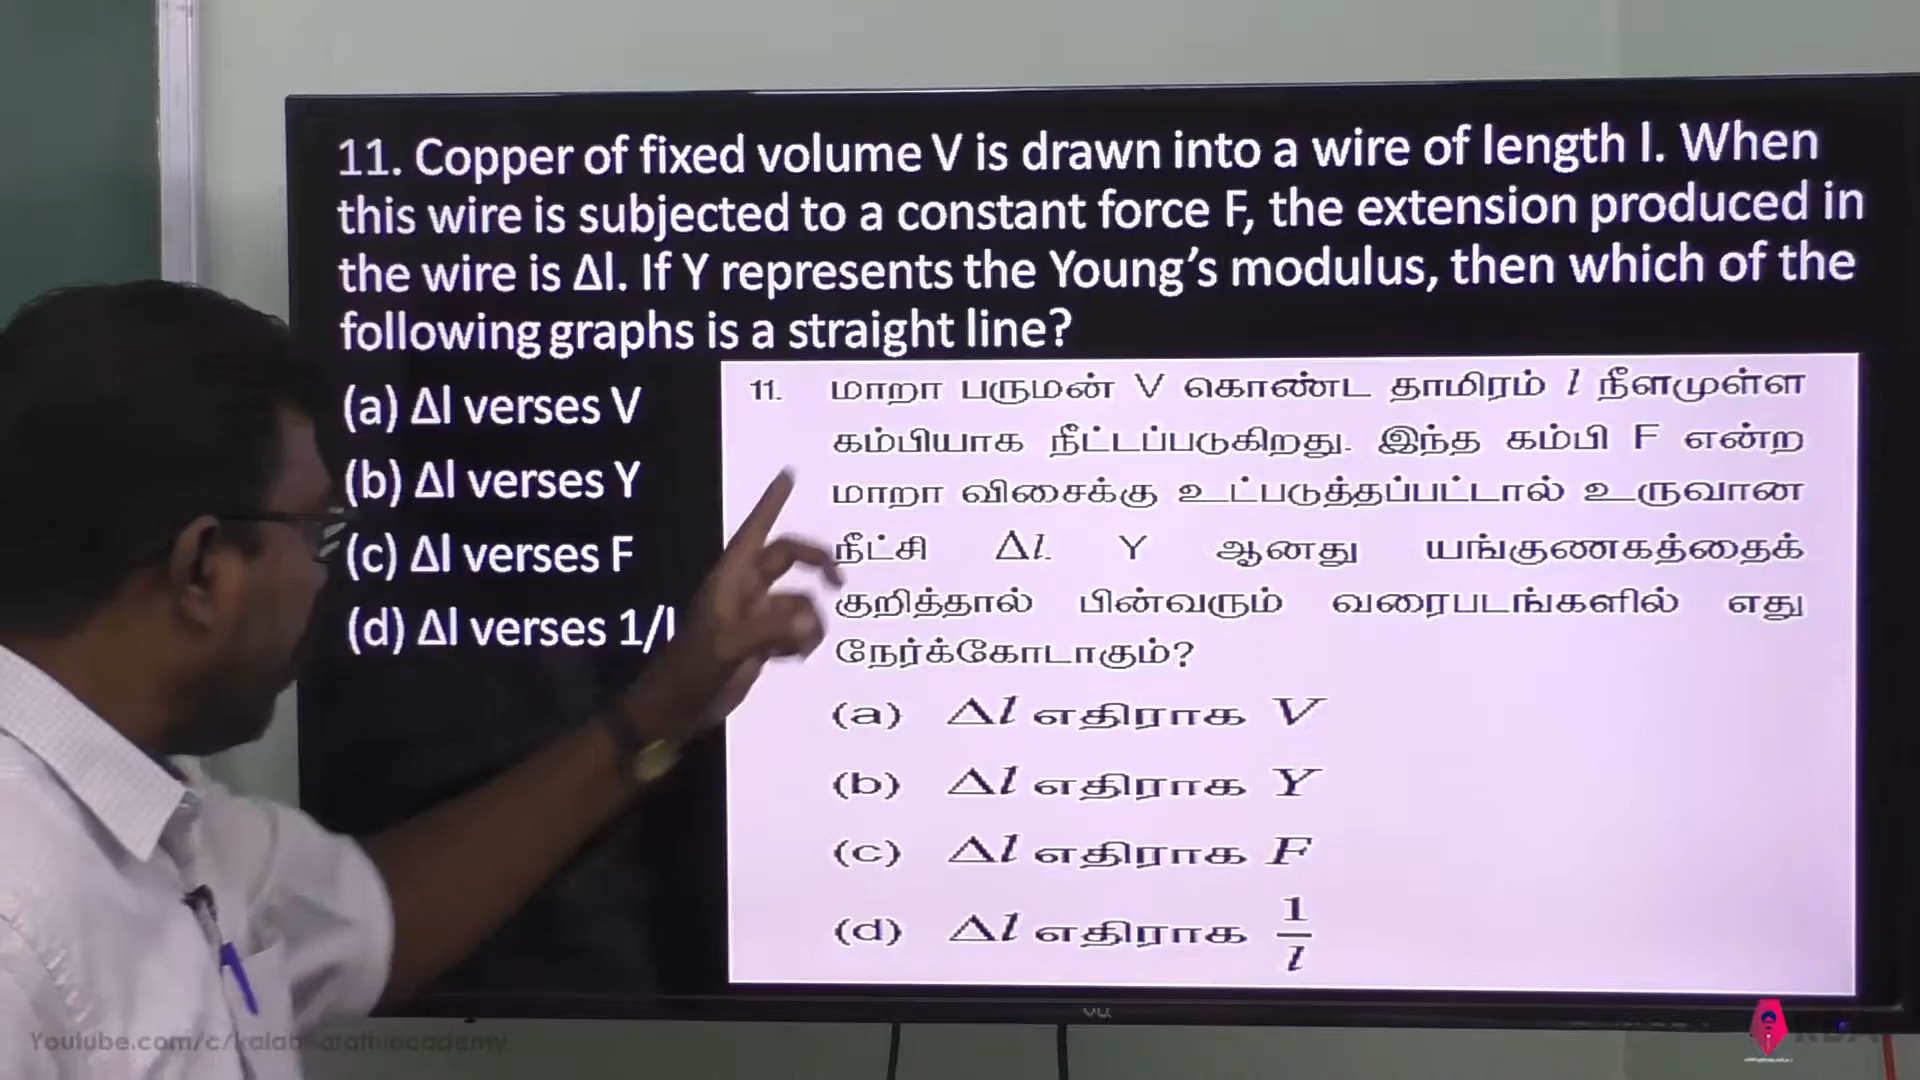 11. Copper of fixed volume V is drawn into a wire of length l. When
this wire is subjected to a constant force F, the extension produced in
the wire is Δl. If Y represents the Young’s modulus, then which of the
following graphs is a straight line?
(a) Δl verses V
(b) Δl verses Y
(c) Δl verses F
(d) Δl verses 1/l
11. மாறா பருமன் V கொண்ட தாமிரம் l நீளமுள்ள
கம்பியாக நீட்டப்படுகிறது. இந்த கம்பி F என்ற
மாறா விசைக்கு உட்படுத்தப்பட்டால் உருவான
நீட்சி Δl. Y ஆனது யங்குணகத்தைக்
குறித்தால் பின்வரும் வரைபடங்களில் எது
நேர்க்கோடாகும்?
(a) Δl எதிராக V
(b) Δl எதிராக Y
(c) Δl எதிராக F
(d) Δl எதிராக 1/l
vu
Youtube.com/c/kalabharathiacademy